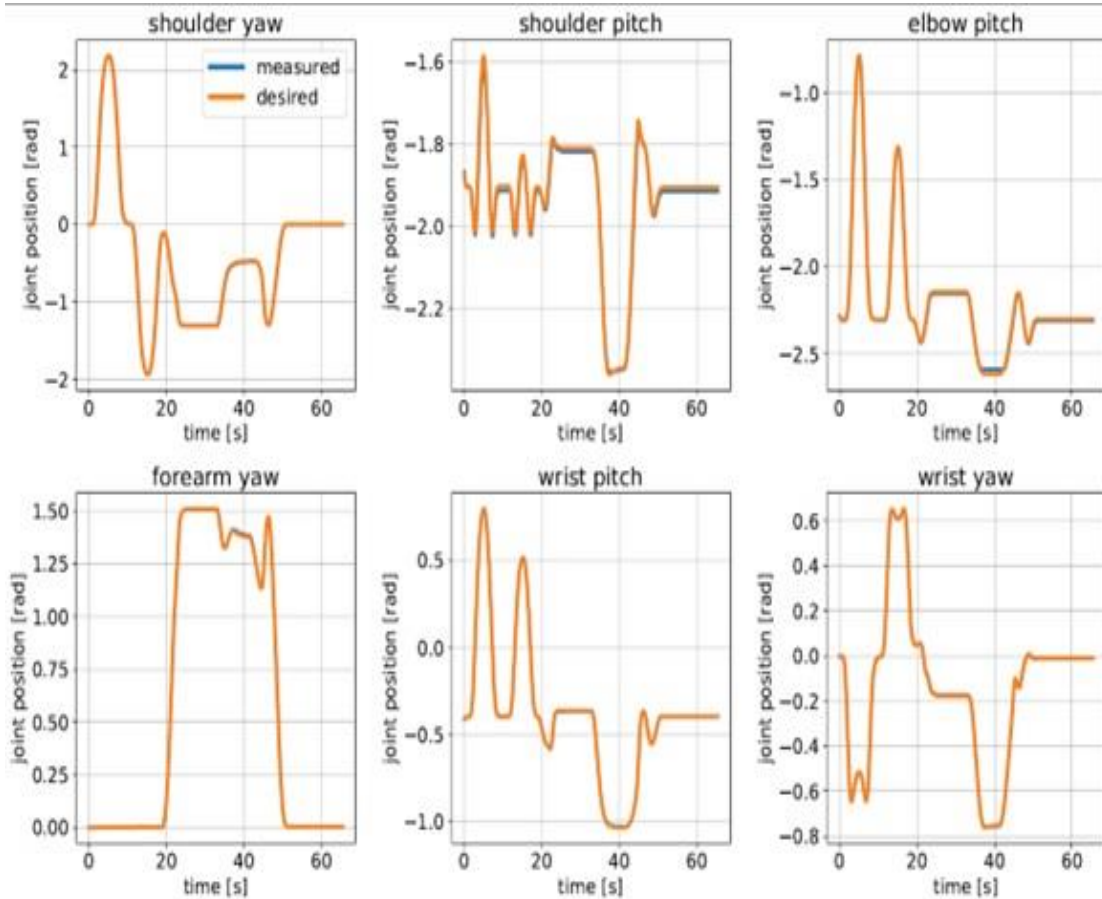 shoulder yaw
2
1
0
−1
−2
joint position [rad]
measured
desired
0 20 40 60
time [s]
shoulder pitch
−1.6
−1.8
−2.0
−2.2
joint position [rad]
0 20 40 60
time [s]
elbow pitch
−1.0
−1.5
−2.0
−2.5
joint position [rad]
0 20 40 60
time [s]
forearm yaw
1.50
1.25
1.00
0.75
0.50
0.25
0.00
joint position [rad]
0 20 40 60
time [s]
wrist pitch
0.5
0.0
−0.5
−1.0
joint position [rad]
0 20 40 60
time [s]
wrist yaw
0.6
0.4
0.2
0.0
−0.2
−0.4
−0.6
−0.8
joint position [rad]
0 20 40 60
time [s]